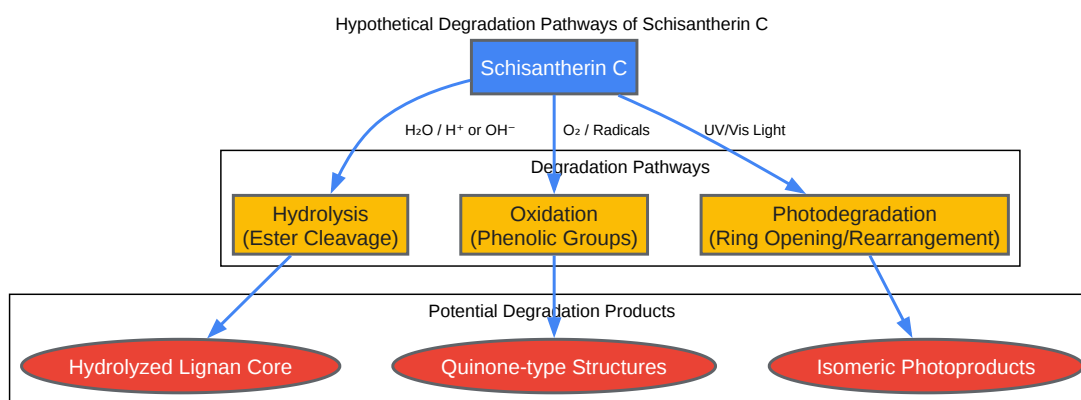 Hypothetical Degradation Pathways of Schisantherin C
Schisantherin C
H₂O / H⁺ or OH⁻
O₂ / Radicals
UV/Vis Light
Degradation Pathways
Hydrolysis
(Ester Cleavage)
Oxidation
(Phenolic Groups)
Photodegradation
(Ring Opening/Rearrangement)
Potential Degradation Products
Hydrolyzed Lignan Core
Quinone-type Structures
Isomeric Photoproducts